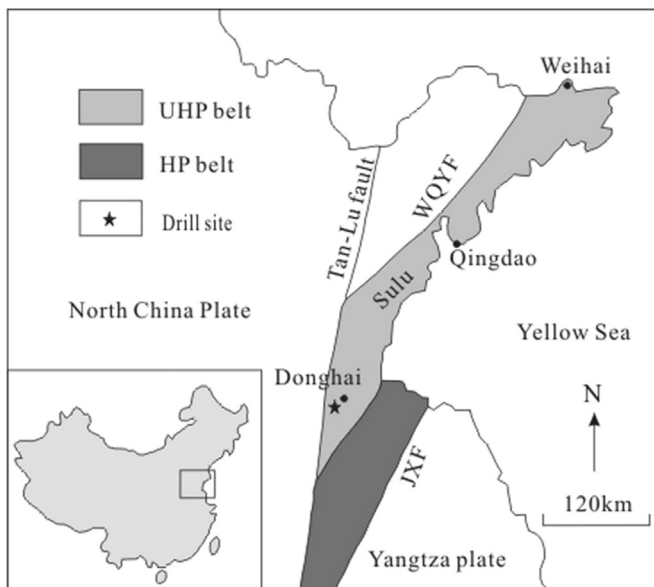 Weihai
UHP belt
HP belt
Drill site
Tan-Lu fault
WQYF
Qingdao
Sulu
North China Plate
Yellow Sea
Donghai
N
JXF
120km
Yangtza plate